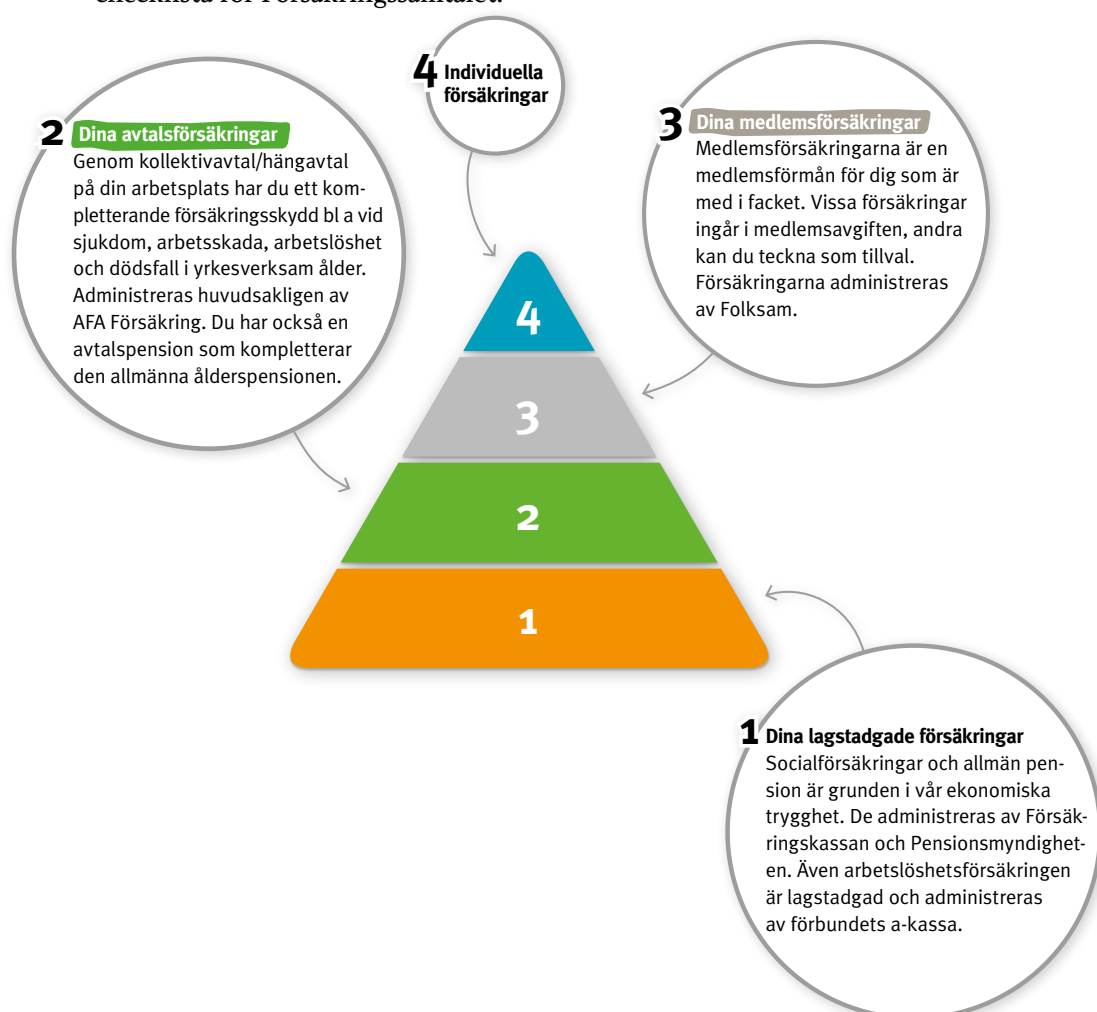 checklista för Försäkringssamtalet.
4 Individuella
försäkringar
2 Dina avtalsförsäkringar
Genom kollektivavtal/hängavtal
på din arbetsplats har du ett kom-
pletterande försäkringsskydd bl a vid
sjukdom, arbetsskada, arbetslöshet
och dödsfall i yrkesverksam ålder.
Administreras huvudsakligen av
AFA Försäkring. Du har också en
avtalspension som kompletterar
den allmänna ålderspensionen.
3 Dina medlemsförsäkringar
Medlemsförsäkringarna är en
medlemsförmån för dig som är
med i facket. Vissa försäkringar
ingår i medlemsavgiften, andra
kan du teckna som tillval.
Försäkringarna administreras
av Folksam.
4
3
2
1
1 Dina lagstadgade försäkringar
Socialförsäkringar och allmän pen-
sion är grunden i vår ekonomiska
trygghet. De administreras av Försäk-
ringskassan och Pensionsmyndighet-
en. Även arbetslöshetsförsäkringen
är lagstadgad och administreras
av förbundets a-kassa.